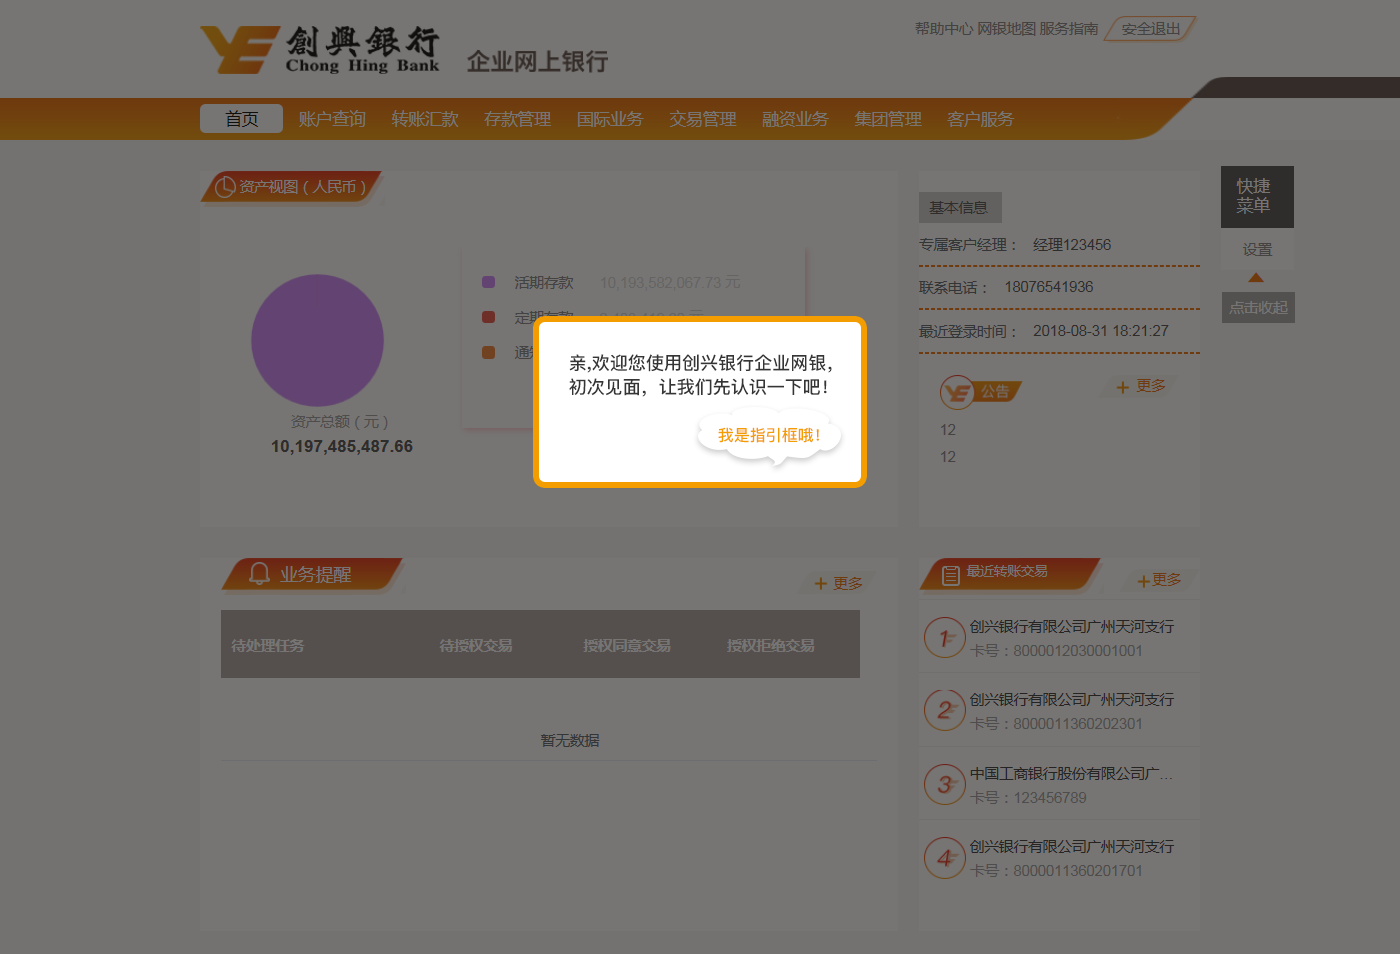 創興銀行
Chong Hing Bank
企业网上银行
帮助中心 网银地图 服务指南 安全退出
首页 账户查询 转账汇款 存款管理 国际业务 交易管理 融资业务 集团管理 客户服务
资产视图（人民币）
活期存款 10,193,582,067.73 元
定期存款
资产总额（元）
10,197,485,487.66
亲,欢迎您使用创兴银行企业网银，
初次见面，让我们先认识一下吧！
我是指引框哦！
基本信息
专属客户经理： 经理123456
联系电话： 18076541936
最近登录时间： 2018-08-31 18:21:27
公告
+ 更多
12
12
快捷
菜单
设置
点击收起
业务提醒
+ 更多
待处理任务 待授权交易 授权同意交易 授权拒绝交易
暂无数据
最近转账交易
+更多
1
创兴银行有限公司广州天河支行
卡号：8000012030001001
2
创兴银行有限公司广州天河支行
卡号：8000011360202301
3
中国工商银行股份有限公司广...
卡号：123456789
4
创兴银行有限公司广州天河支行
卡号：8000011360201701